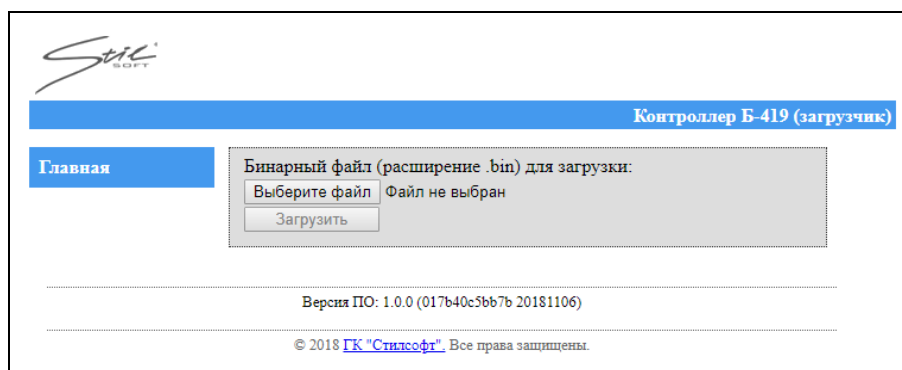 Stil
SOFT
Контроллер Б-419 (загрузчик)
Главная
Бинарный файл (расширение .bin) для загрузки:
Выберите файл Файл не выбран
Загрузить
Версия ПО: 1.0.0 (017b40c5bb7b 20181106)
© 2018 ГК "Стилсофт". Все права защищены.